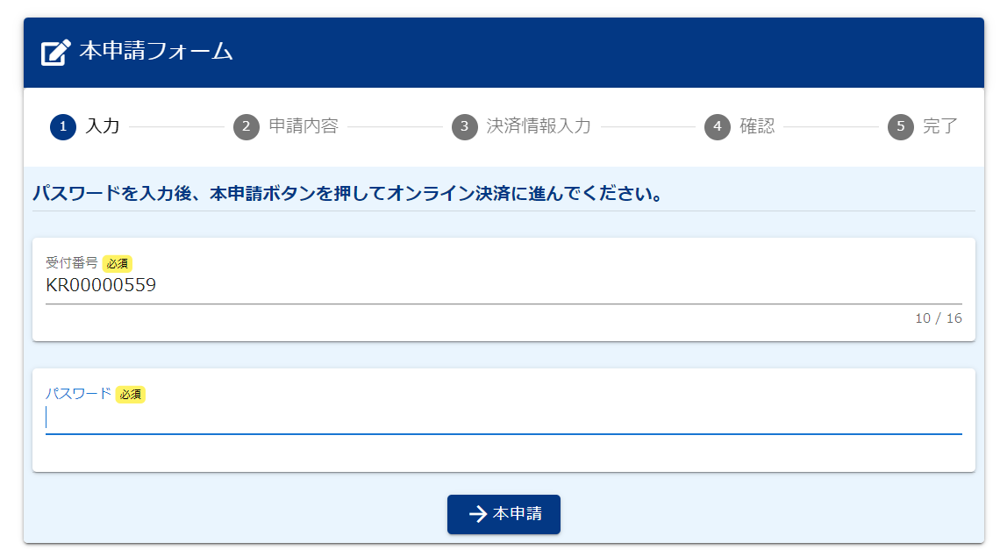 本申請フォーム
1 入力 2 申請内容 3 決済情報入力 4 確認 5 完了
パスワードを入力後、本申請ボタンを押してオンライン決済に進んでください。
受付番号 必須
KR00000559
10 / 16
パスワード 必須
本申請